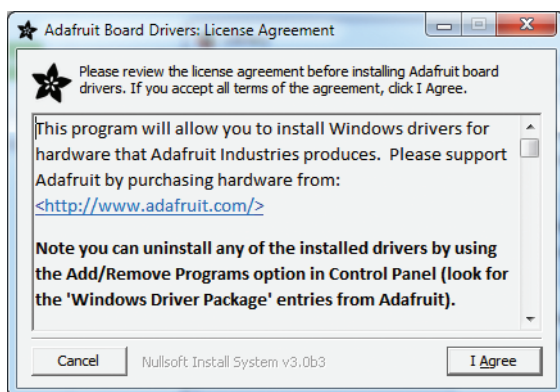 Adafruit Board Drivers: License Agreement
Please review the license agreement before installing Adafruit board
drivers. If you accept all terms of the agreement, click I Agree.
This program will allow you to install Windows drivers for
hardware that Adafruit Industries produces.  Please support
Adafruit by purchasing hardware from:
<http://www.adafruit.com/>
Note you can uninstall any of the installed drivers by using
the Add/Remove Programs option in Control Panel (look for
the 'Windows Driver Package' entries from Adafruit).
Cancel
Nullsoft Install System v3.0b3
I Agree